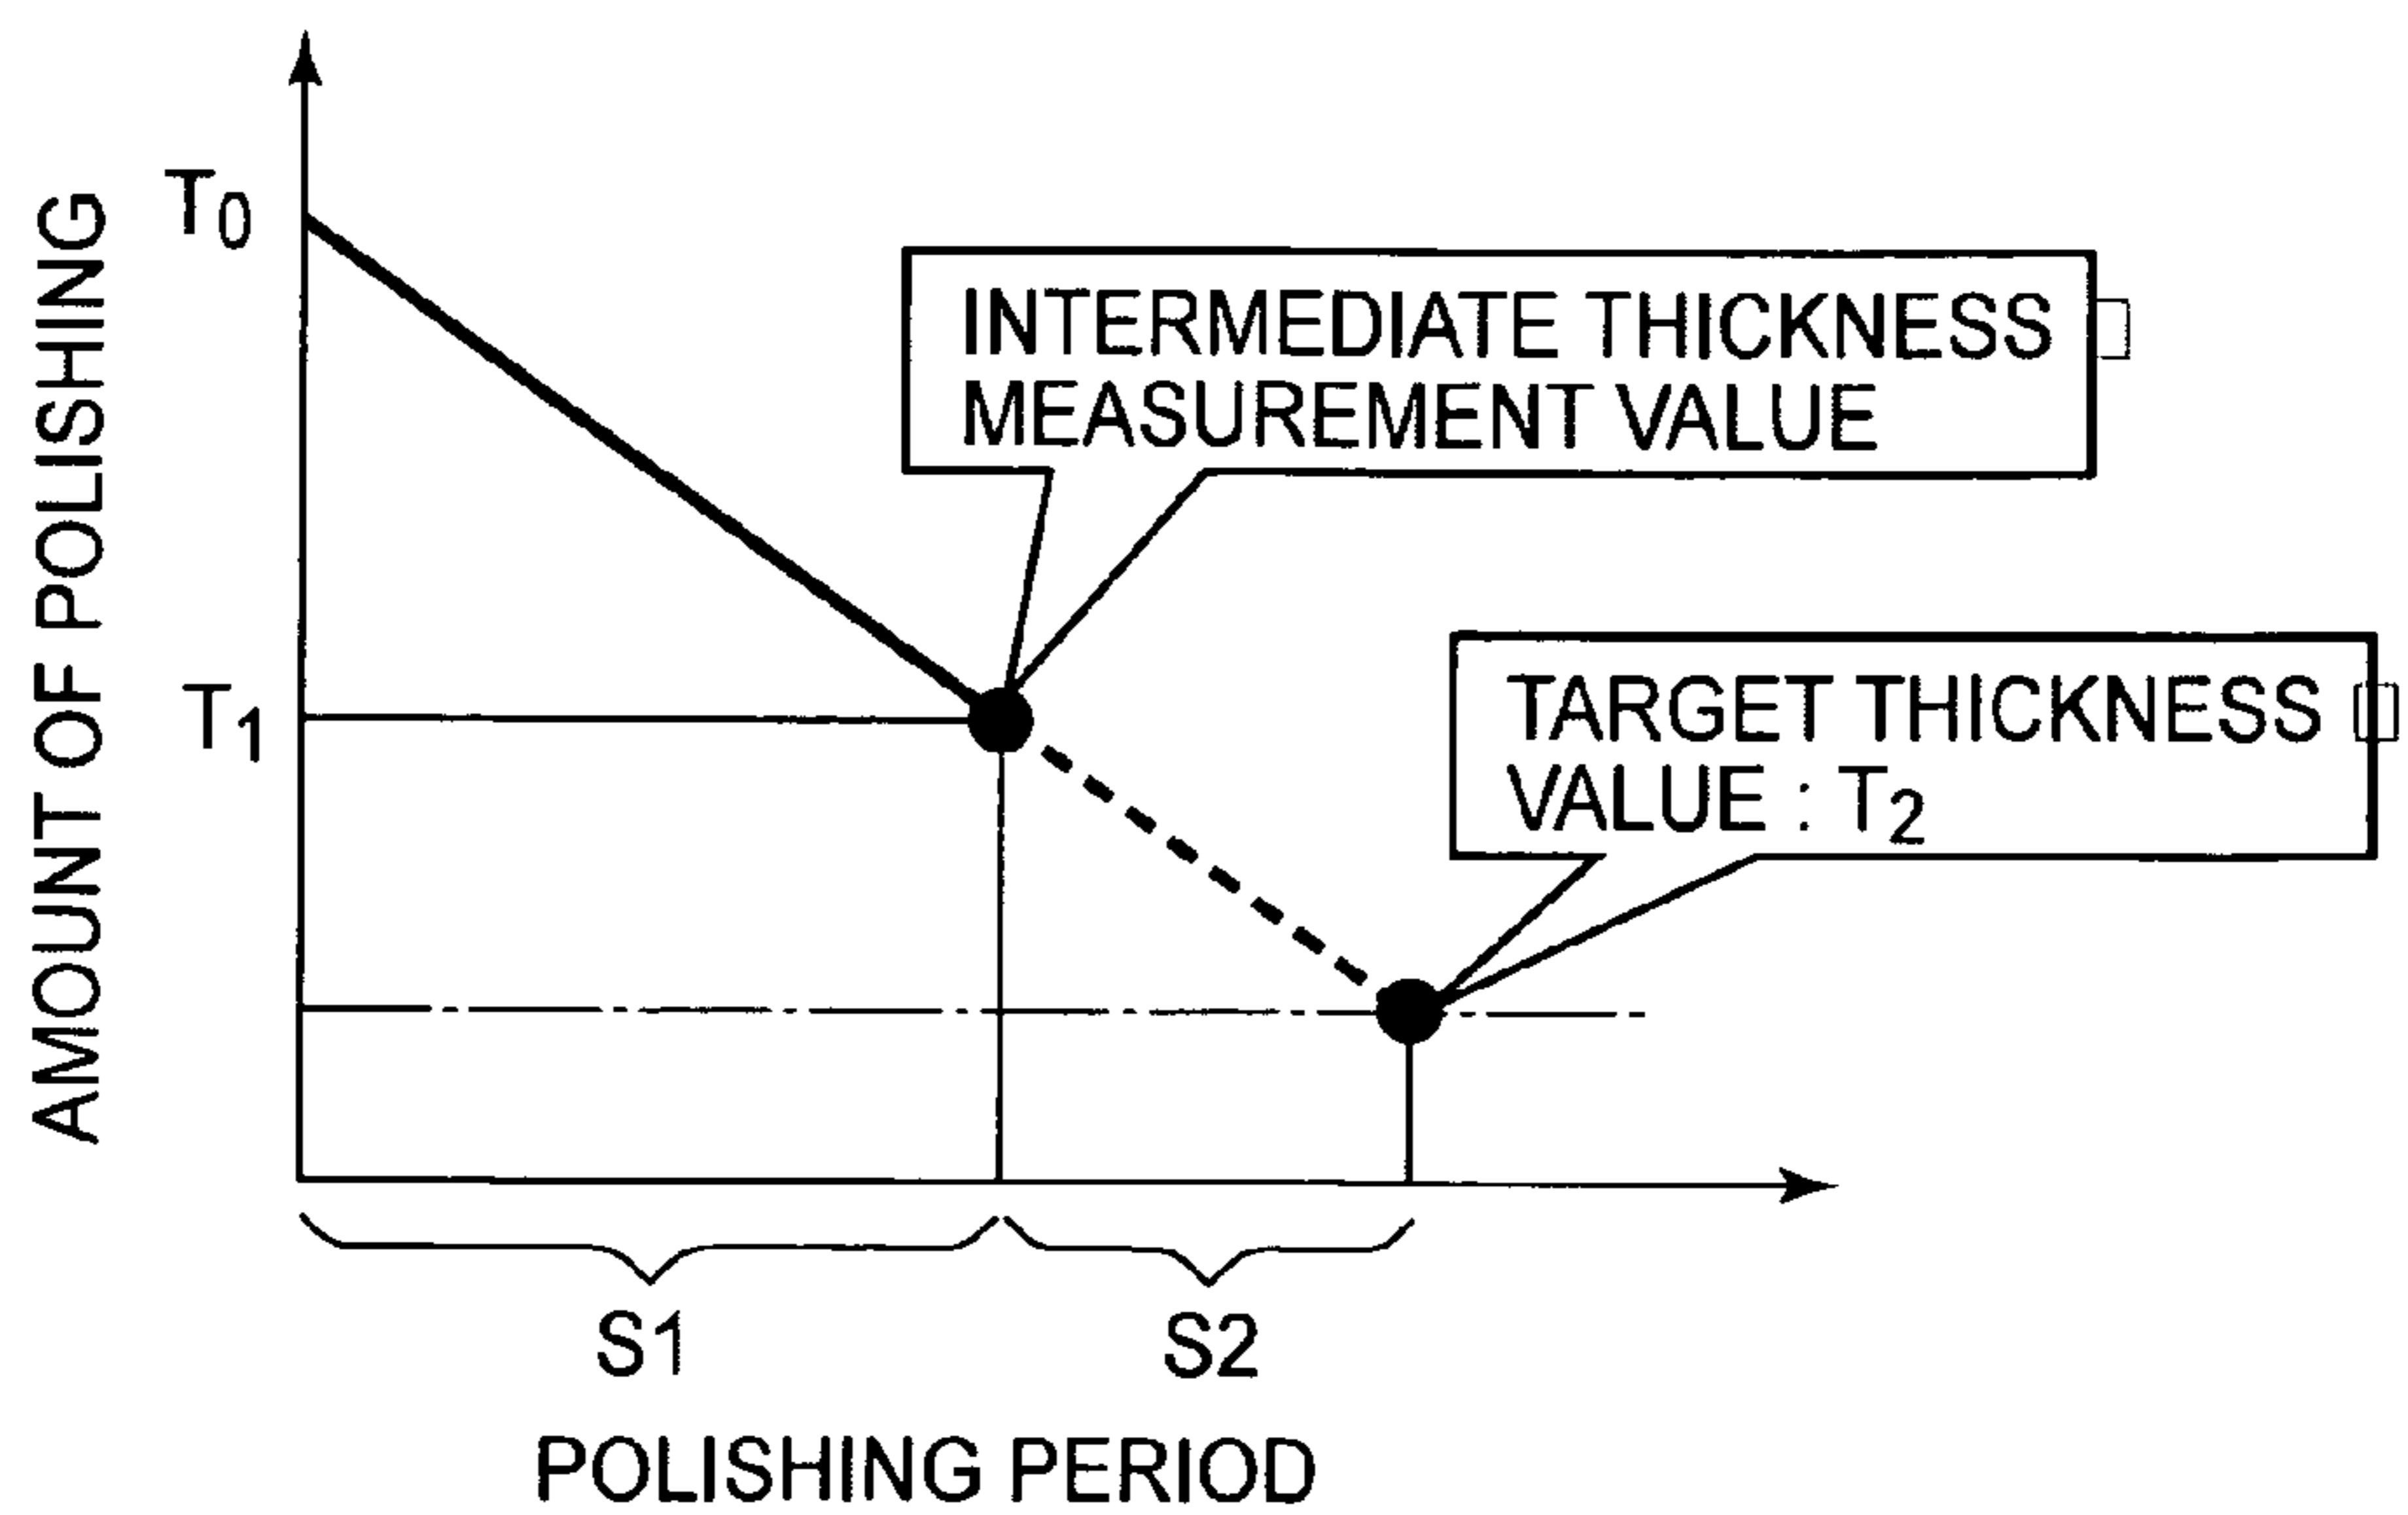 AMOUNT OF POLISHING
T0
INTERMEDIATE THICKNESS
MEASUREMENT VALUE
T1
TARGET THICKNESS
VALUE : T2
S1
S2
POLISHING PERIOD